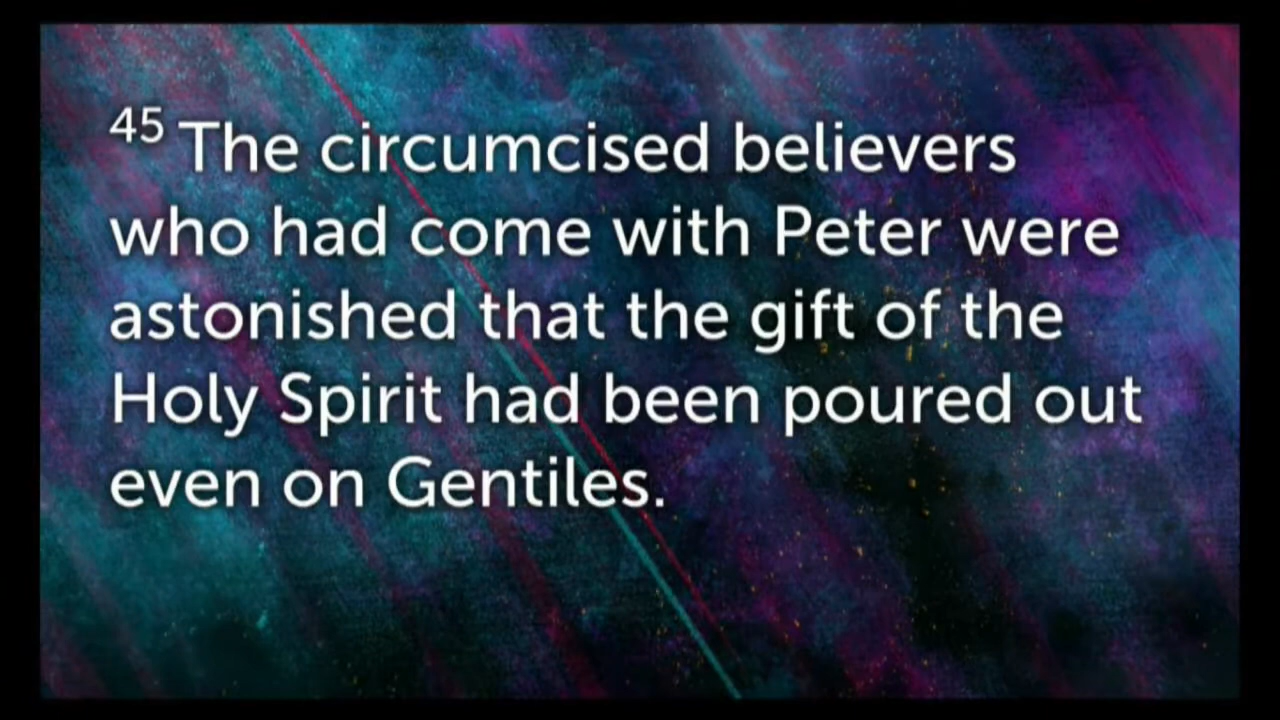 45 The circumcised believers
who had come with Peter were
astonished that the gift of the
Holy Spirit had been poured out
even on Gentiles.